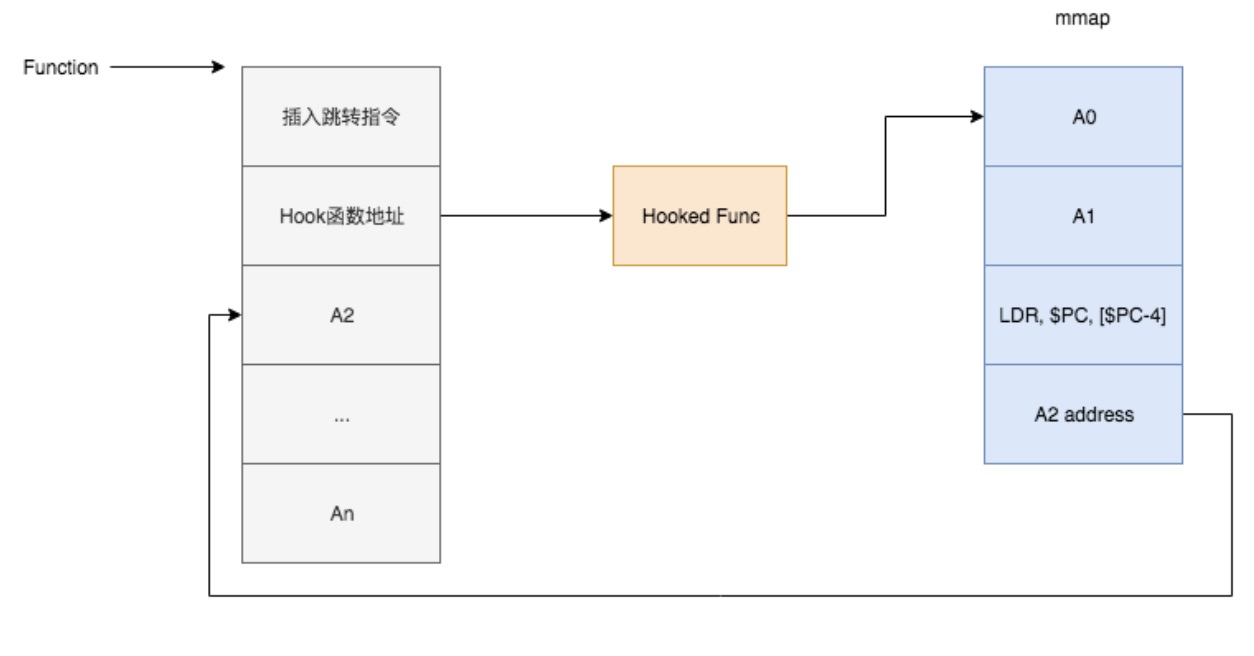 mmap
Function
插入跳转指令
Hook函数地址
A2
...
An
Hooked Func
A0
A1
LDR, $PC, [$PC-4]
A2 address